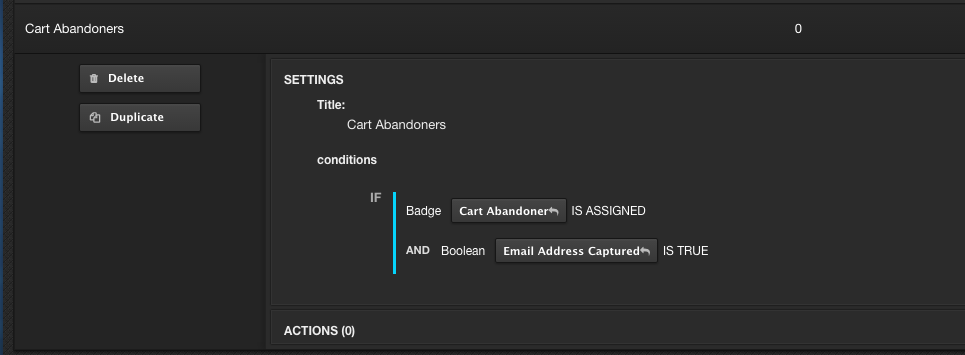 Cart Abandoners 0
Delete
Duplicate
SETTINGS
Title:
Cart Abandoners
conditions
IF
Badge Cart Abandoner IS ASSIGNED
AND Boolean Email Address Captured IS TRUE
ACTIONS (0)